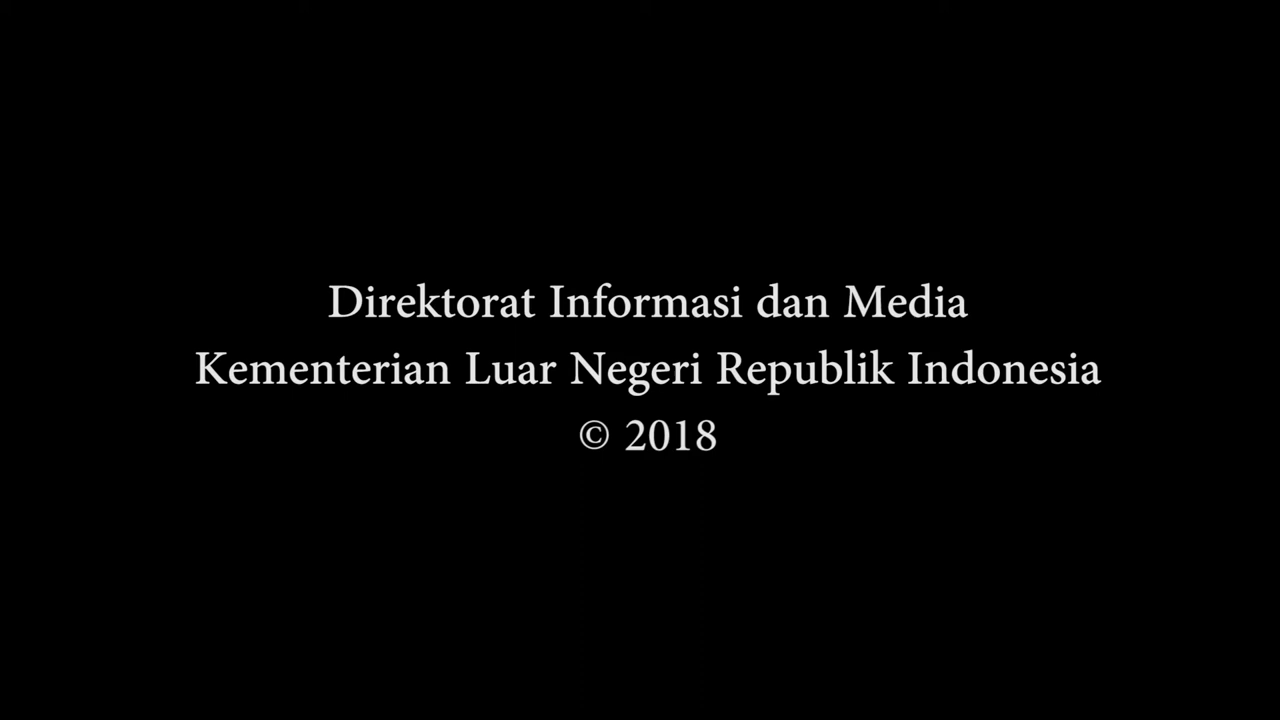 Direktorat Informasi dan Media
Kementerian Luar Negeri Republik Indonesia
© 2018